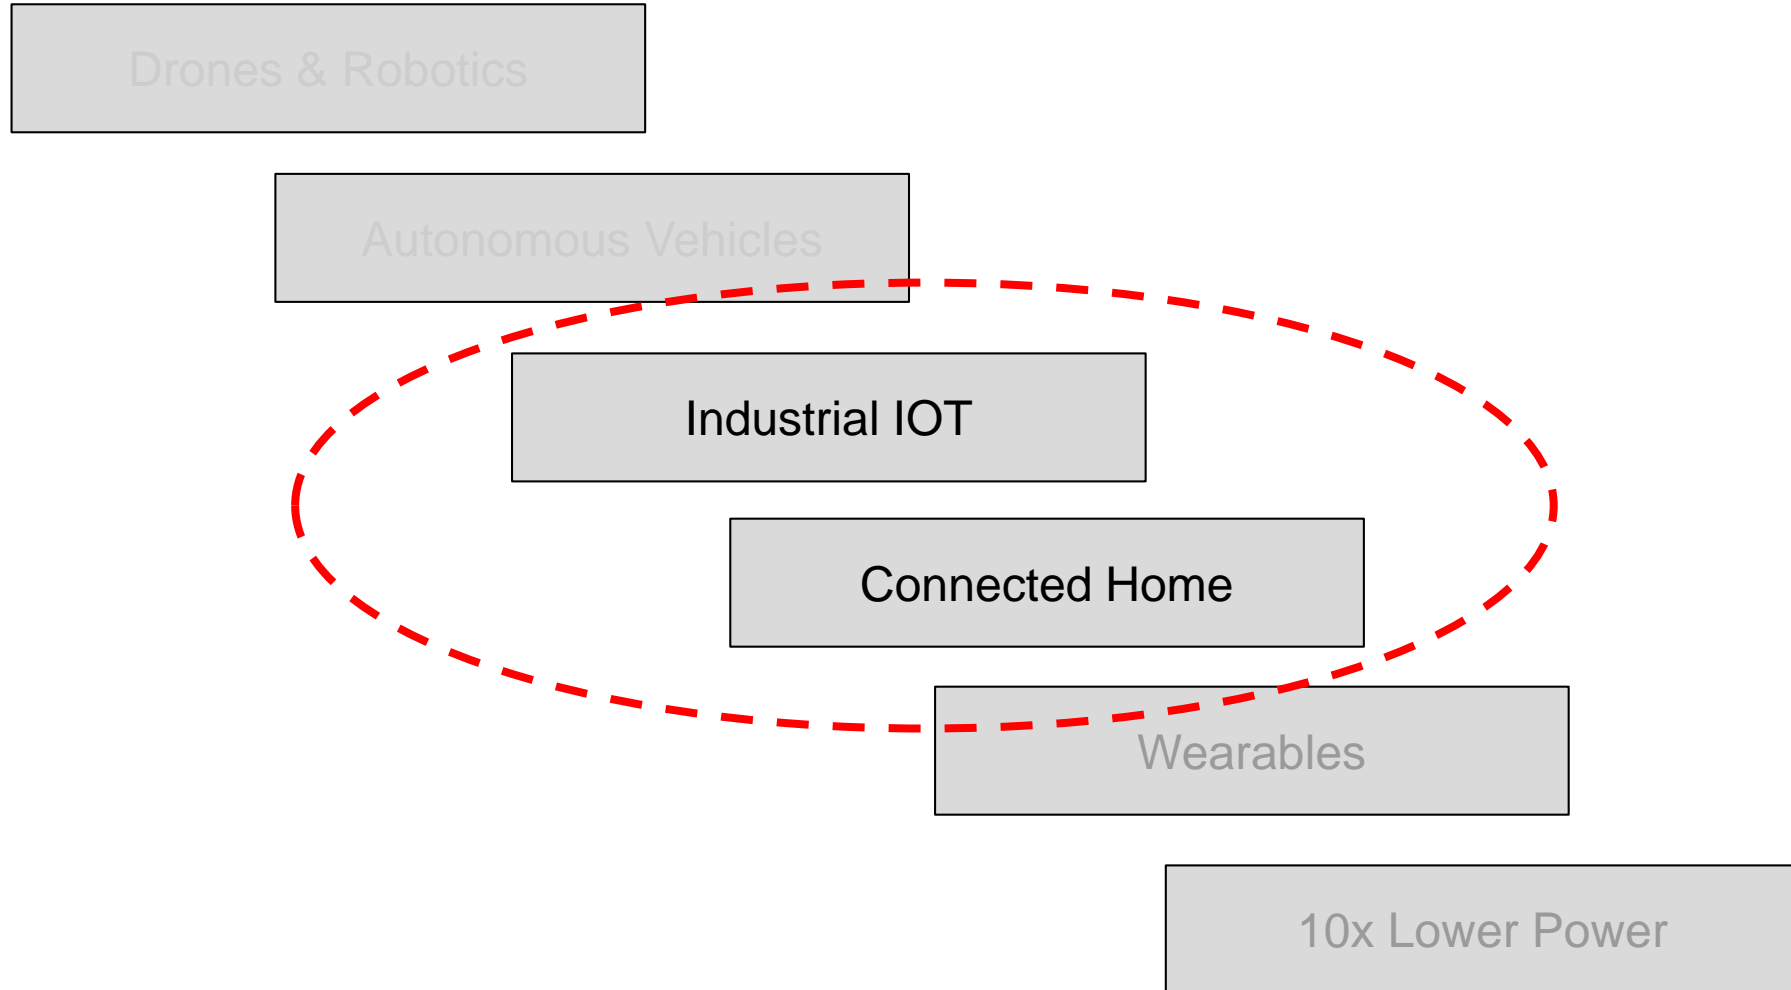 Drones & Robotics
Autonomous Vehicles
Industrial IOT
Connected Home
Wearables
10x Lower Power